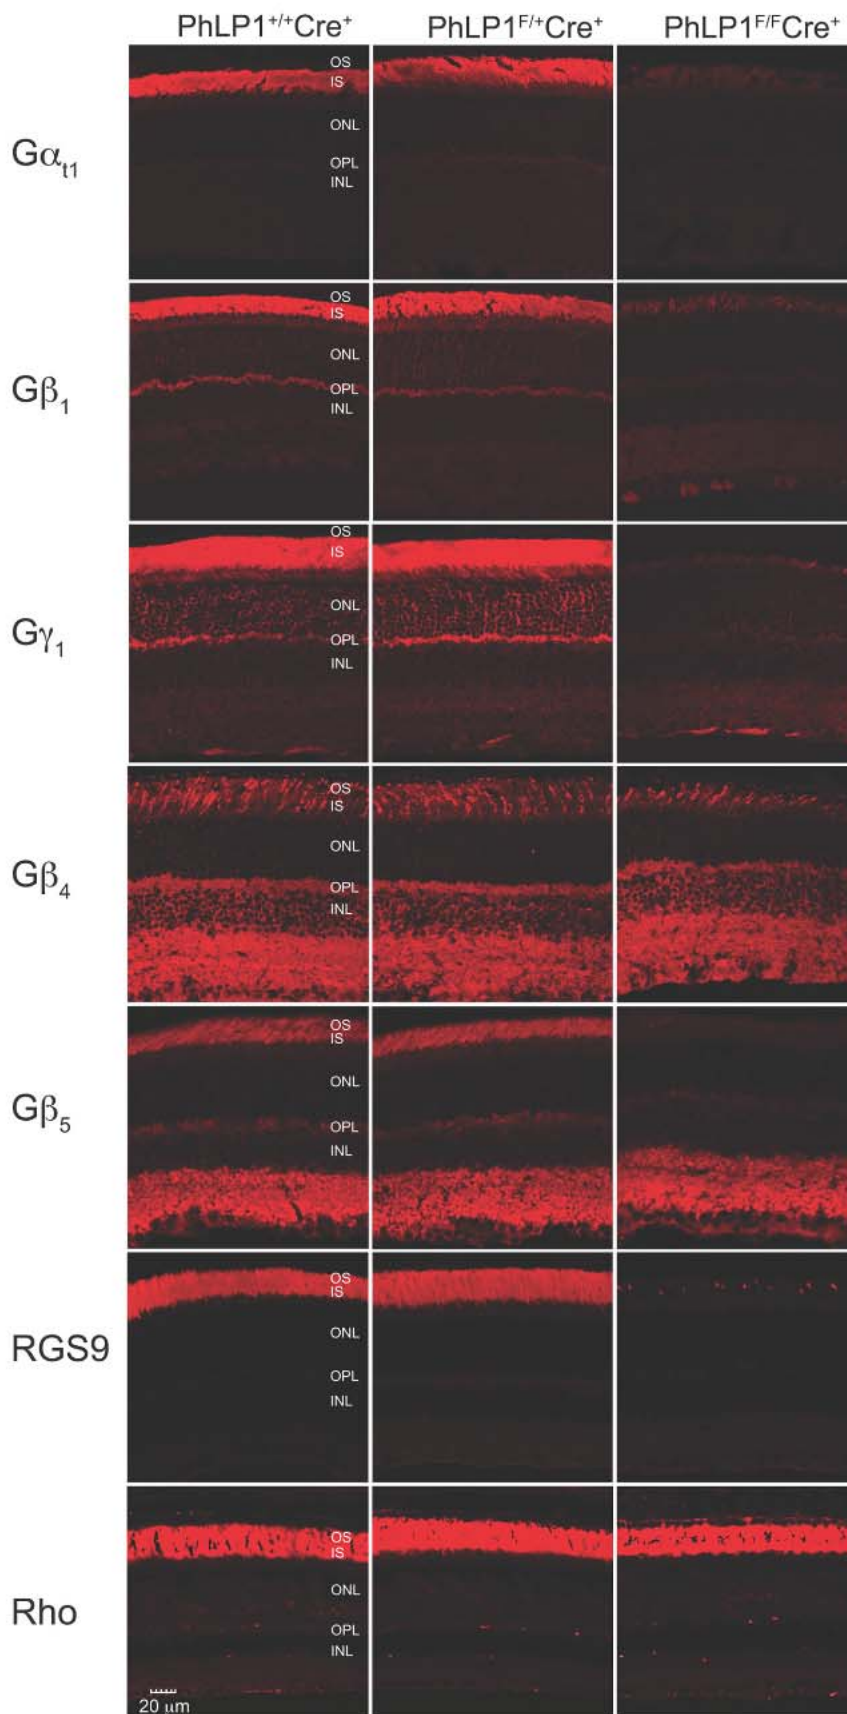 PhLP1+/+Cre+ PhLP1F/+Cre+ PhLP1F/FCre+
Gαt1
OS
IS
ONL
OPL
INL
Gβ1
OS
IS
ONL
OPL
INL
Gγ1
OS
IS
ONL
OPL
INL
Gβ4
OS
IS
ONL
OPL
INL
Gβ5
OS
IS
ONL
OPL
INL
RGS9
OS
IS
ONL
OPL
INL
Rho
OS
IS
ONL
OPL
INL
20 μm